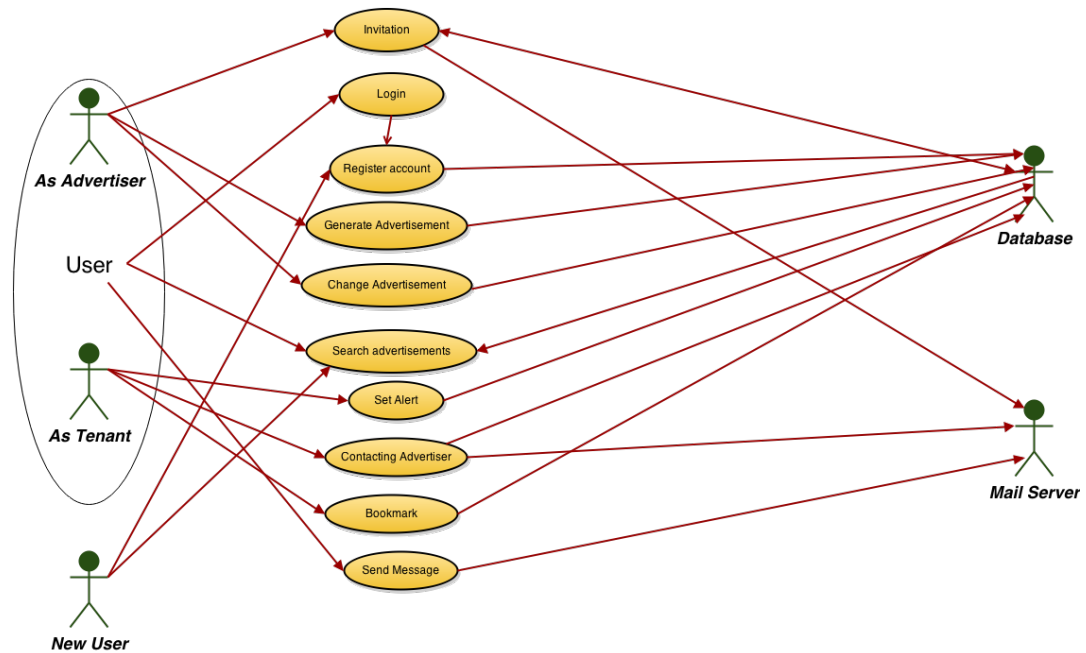 Invitation
Login
As Advertiser
Register account
Generate Advertisement
Database
User
Change Advertisement
Search advertisements
Set Alert
As Tenant
Contacting Advertiser
Mail Server
Bookmark
Send Message
New User